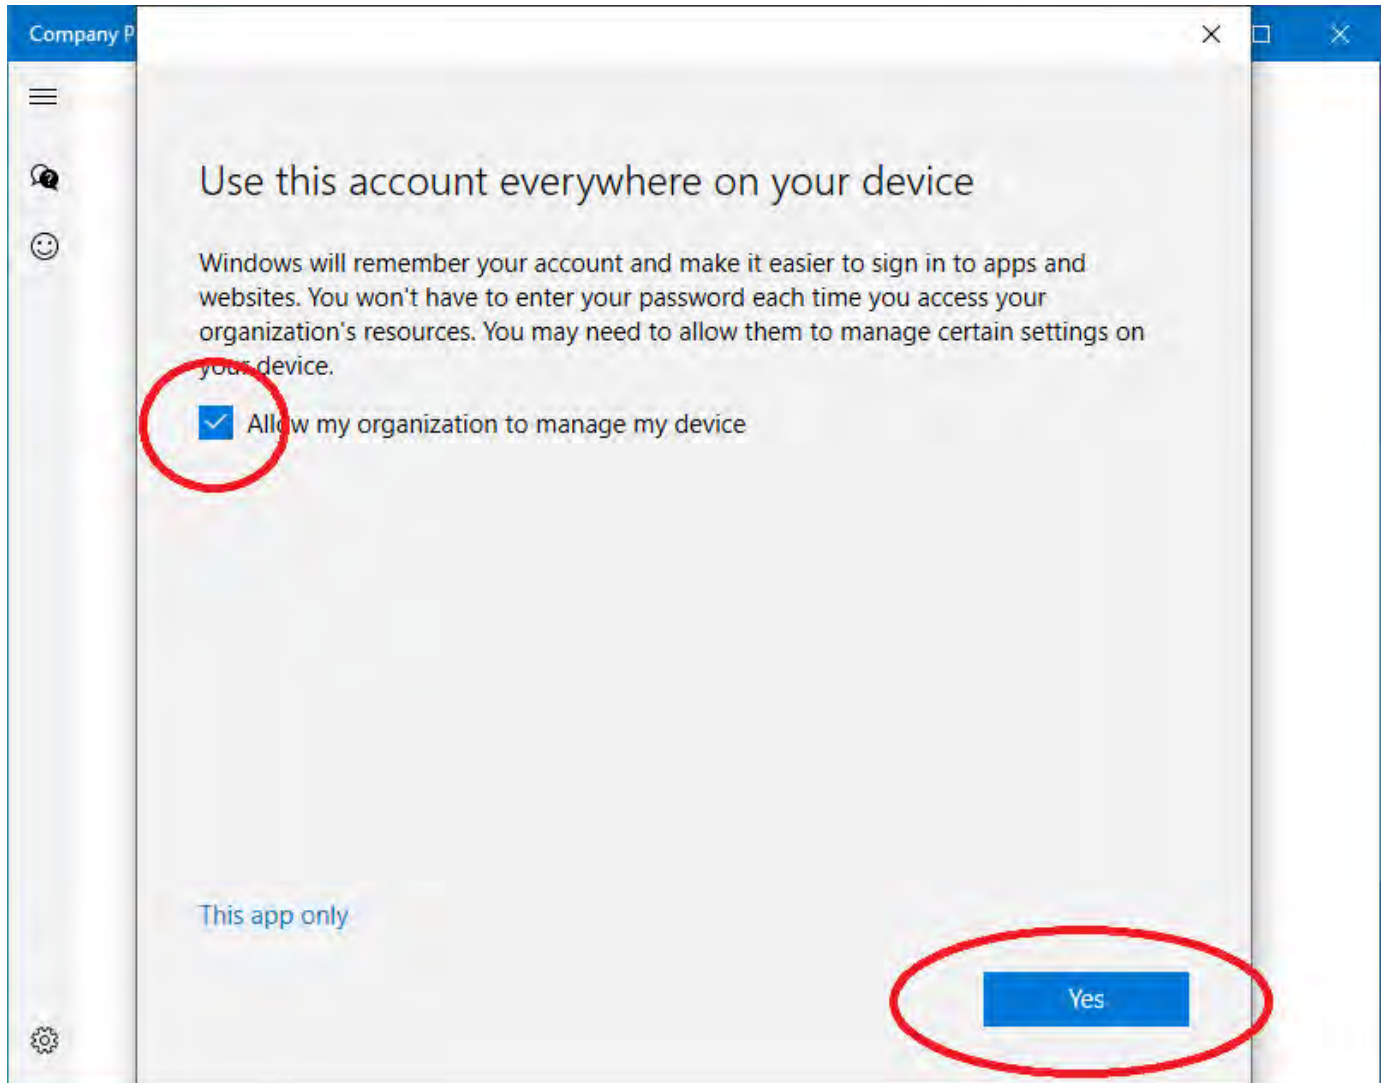 Company P
Use this account everywhere on your device
Windows will remember your account and make it easier to sign in to apps and
websites. You won't have to enter your password each time you access your
organization's resources. You may need to allow them to manage certain settings on
your device.
Allow my organization to manage my device
This app only
Yes